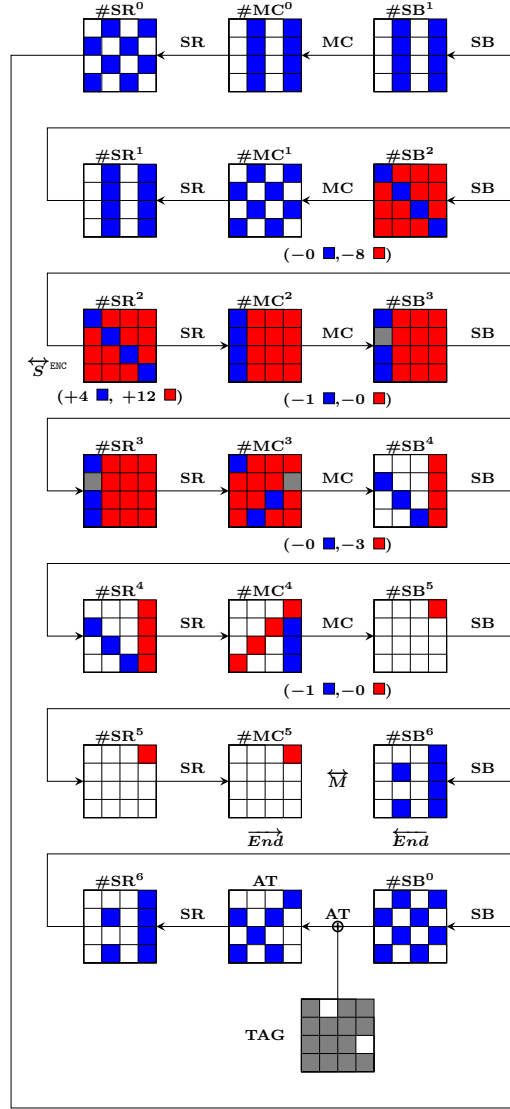 #SR⁰ #MC⁰ #SB¹
SR MC SB
#SR¹ #MC¹ #SB²
SR MC SB
(−0 ,−8 )
#SR² #MC² #SB³
SR MC SB
S ENC
(+4 , +12 ) (−1 ,−0 )
#SR³ #MC³ #SB⁴
SR MC SB
(−0 ,−3 )
#SR⁴ #MC⁴ #SB⁵
SR MC SB
(−1 ,−0 )
#SR⁵ #MC⁵ #SB⁶
SR M SB
End End
#SR⁶ AT #SB�0
SR AT SB
TAG